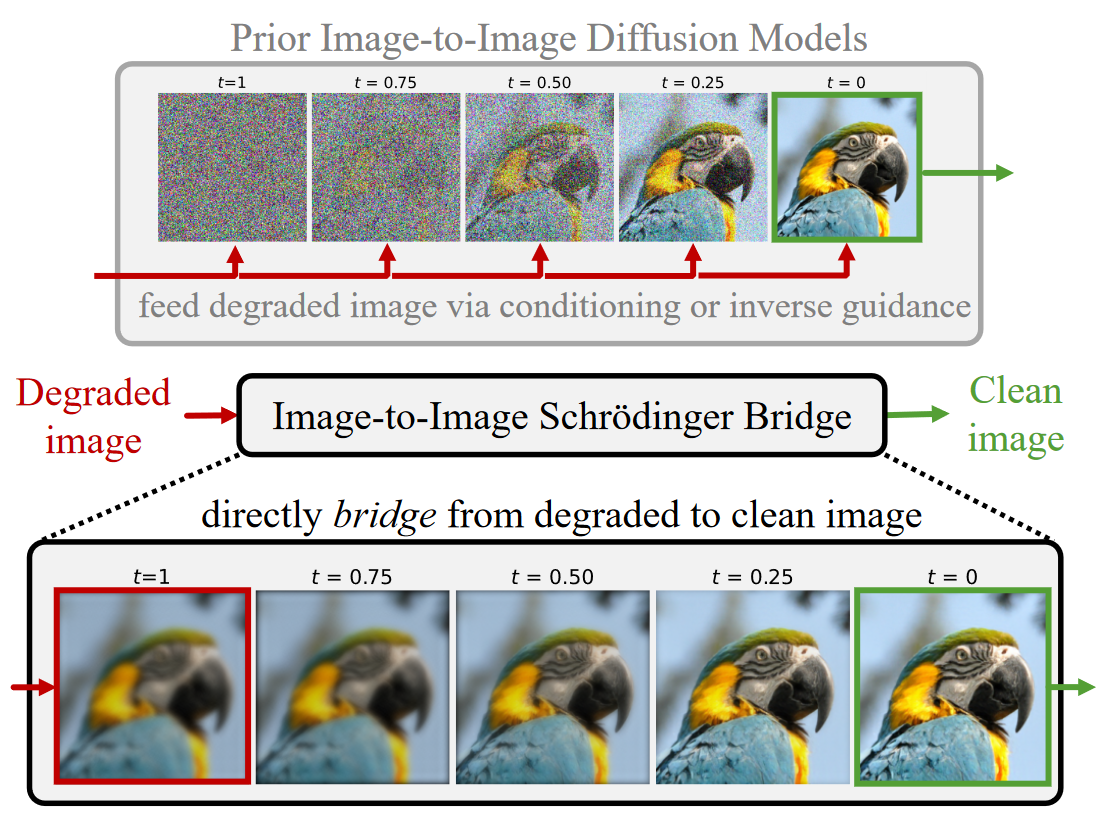 Prior Image-to-Image Diffusion Models
t=1 t = 0.75 t = 0.50 t = 0.25 t = 0
feed degraded image via conditioning or inverse guidance
Degraded
image
Image-to-Image Schrödinger Bridge
Clean
image
directly bridge from degraded to clean image
t=1 t = 0.75 t = 0.50 t = 0.25 t = 0